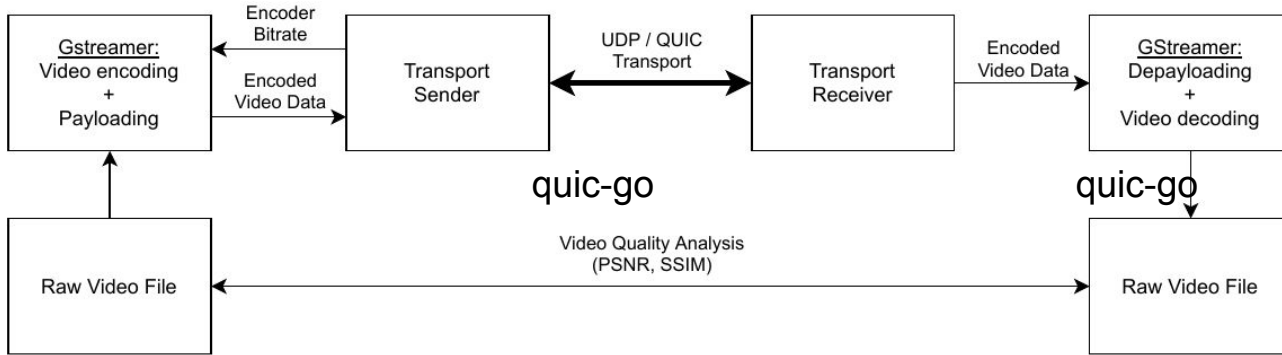 Gstreamer:
Video encoding
+
Payloading
Encoder
Bitrate
Encoded
Video Data
Transport
Sender
UDP / QUIC
Transport
Transport
Receiver
Encoded
Video Data
GStreamer:
Depayloading
+
Video decoding
quic-go
quic-go
Raw Video File
Video Quality Analysis
(PSNR, SSIM)
Raw Video File